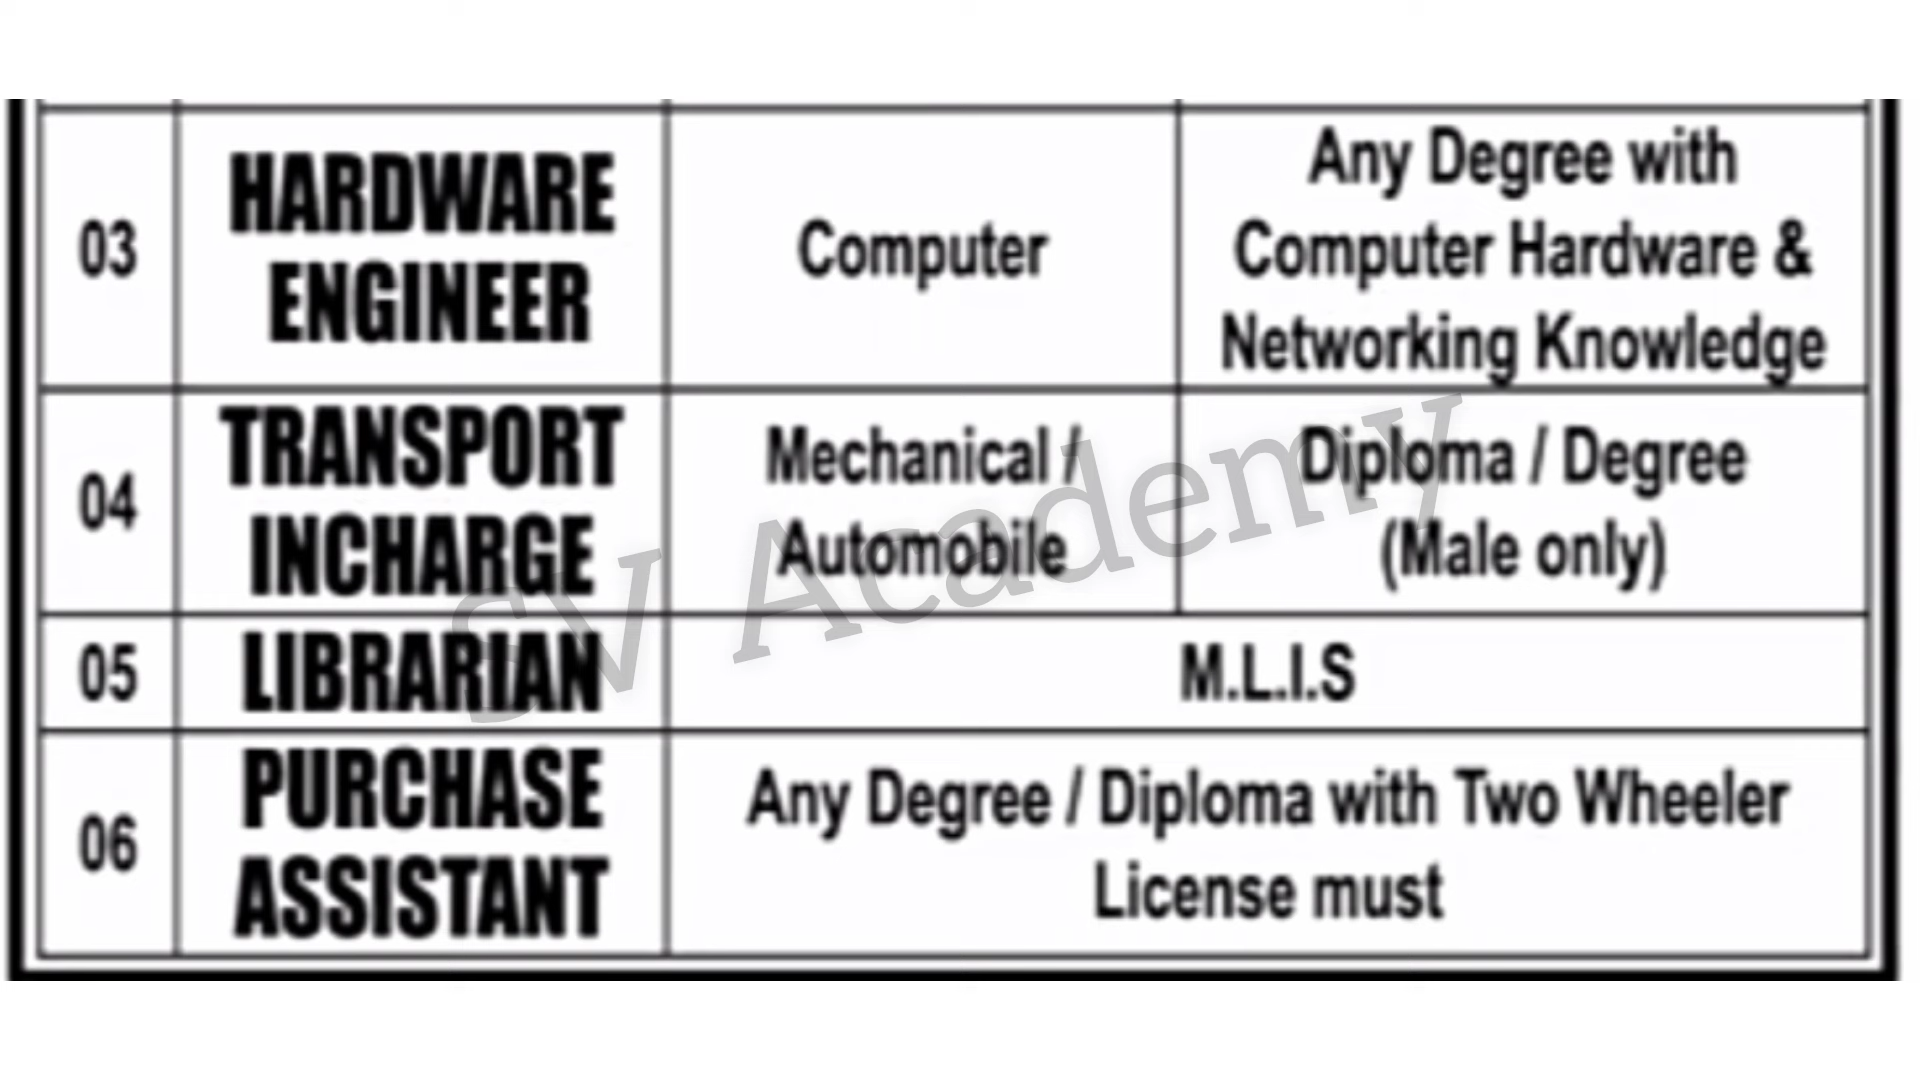 03
HARDWARE
ENGINEER
Computer
Any Degree with
Computer Hardware &
Networking Knowledge
04
TRANSPORT
INCHARGE
Mechanical /
Automobile
Diploma / Degree
(Male only)
05
LIBRARIAN
M.L.I.S
06
PURCHASE
ASSISTANT
Any Degree / Diploma with Two Wheeler
License must
SV Academy